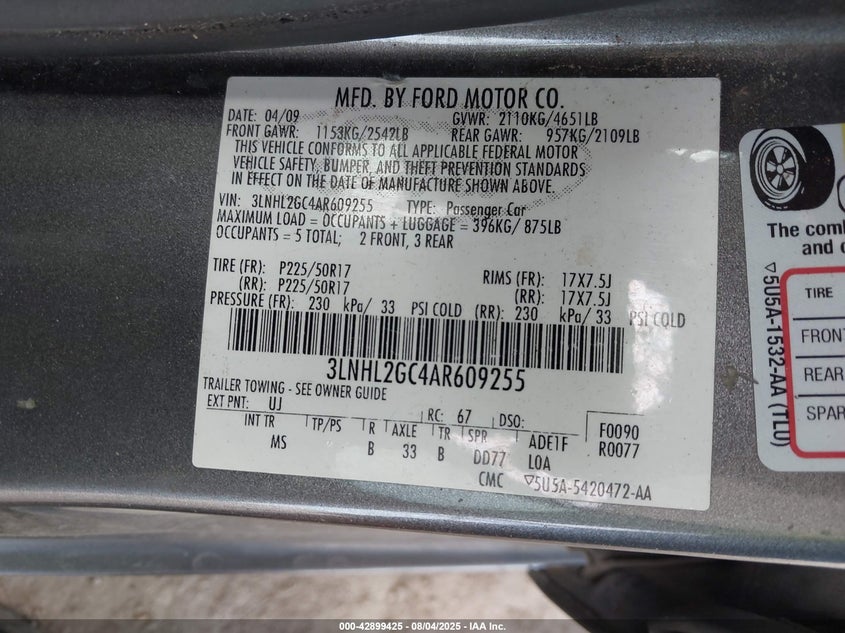 MFD. BY FORD MOTOR CO.
DATE: 04/09 GVWR: 2110KG/4651LB
FRONT GAWR: 1153KG/2542LB REAR GAWR: 957KG/2109LB
THIS VEHICLE CONFORMS TO ALL APPLICABLE FEDERAL MOTOR
VEHICLE SAFETY, BUMPER, AND THEFT PREVENTION STANDARDS
IN EFFECT ON THE DATE OF MANUFACTURE SHOWN ABOVE.
VIN: 3LNHL2GC4AR609255 TYPE: Passenger Car
MAXIMUM LOAD = OCCUPANTS + LUGGAGE = 396KG/ 875LB
OCCUPANTS = 5 TOTAL; 2 FRONT, 3 REAR
TIRE (FR): P225/50R17 RIMS (FR): 17X7.5J
(RR): P225/50R17 (RR): 17X7.5J
PRESSURE (FR): 230 kPa/ 33 PSI COLD (RR): 230 kPa/ 33 PSI COLD
3LNHL2GC4AR609255
TRAILER TOWING - SEE OWNER GUIDE
EXT PNT: UJ RC: 67 DSO: F0090
INT TR TP/PS R AXLE TR SPR ADE1F R0077
MS B 33 B DD77 LOA
CMC ▽5U5A-5420472-AA
The comb
and c
▽5U5A-1532-AA (TLU)
TIRE
FRONT
REAR
SPAR
000-42899425 - 08/04/2025 - IAA Inc.